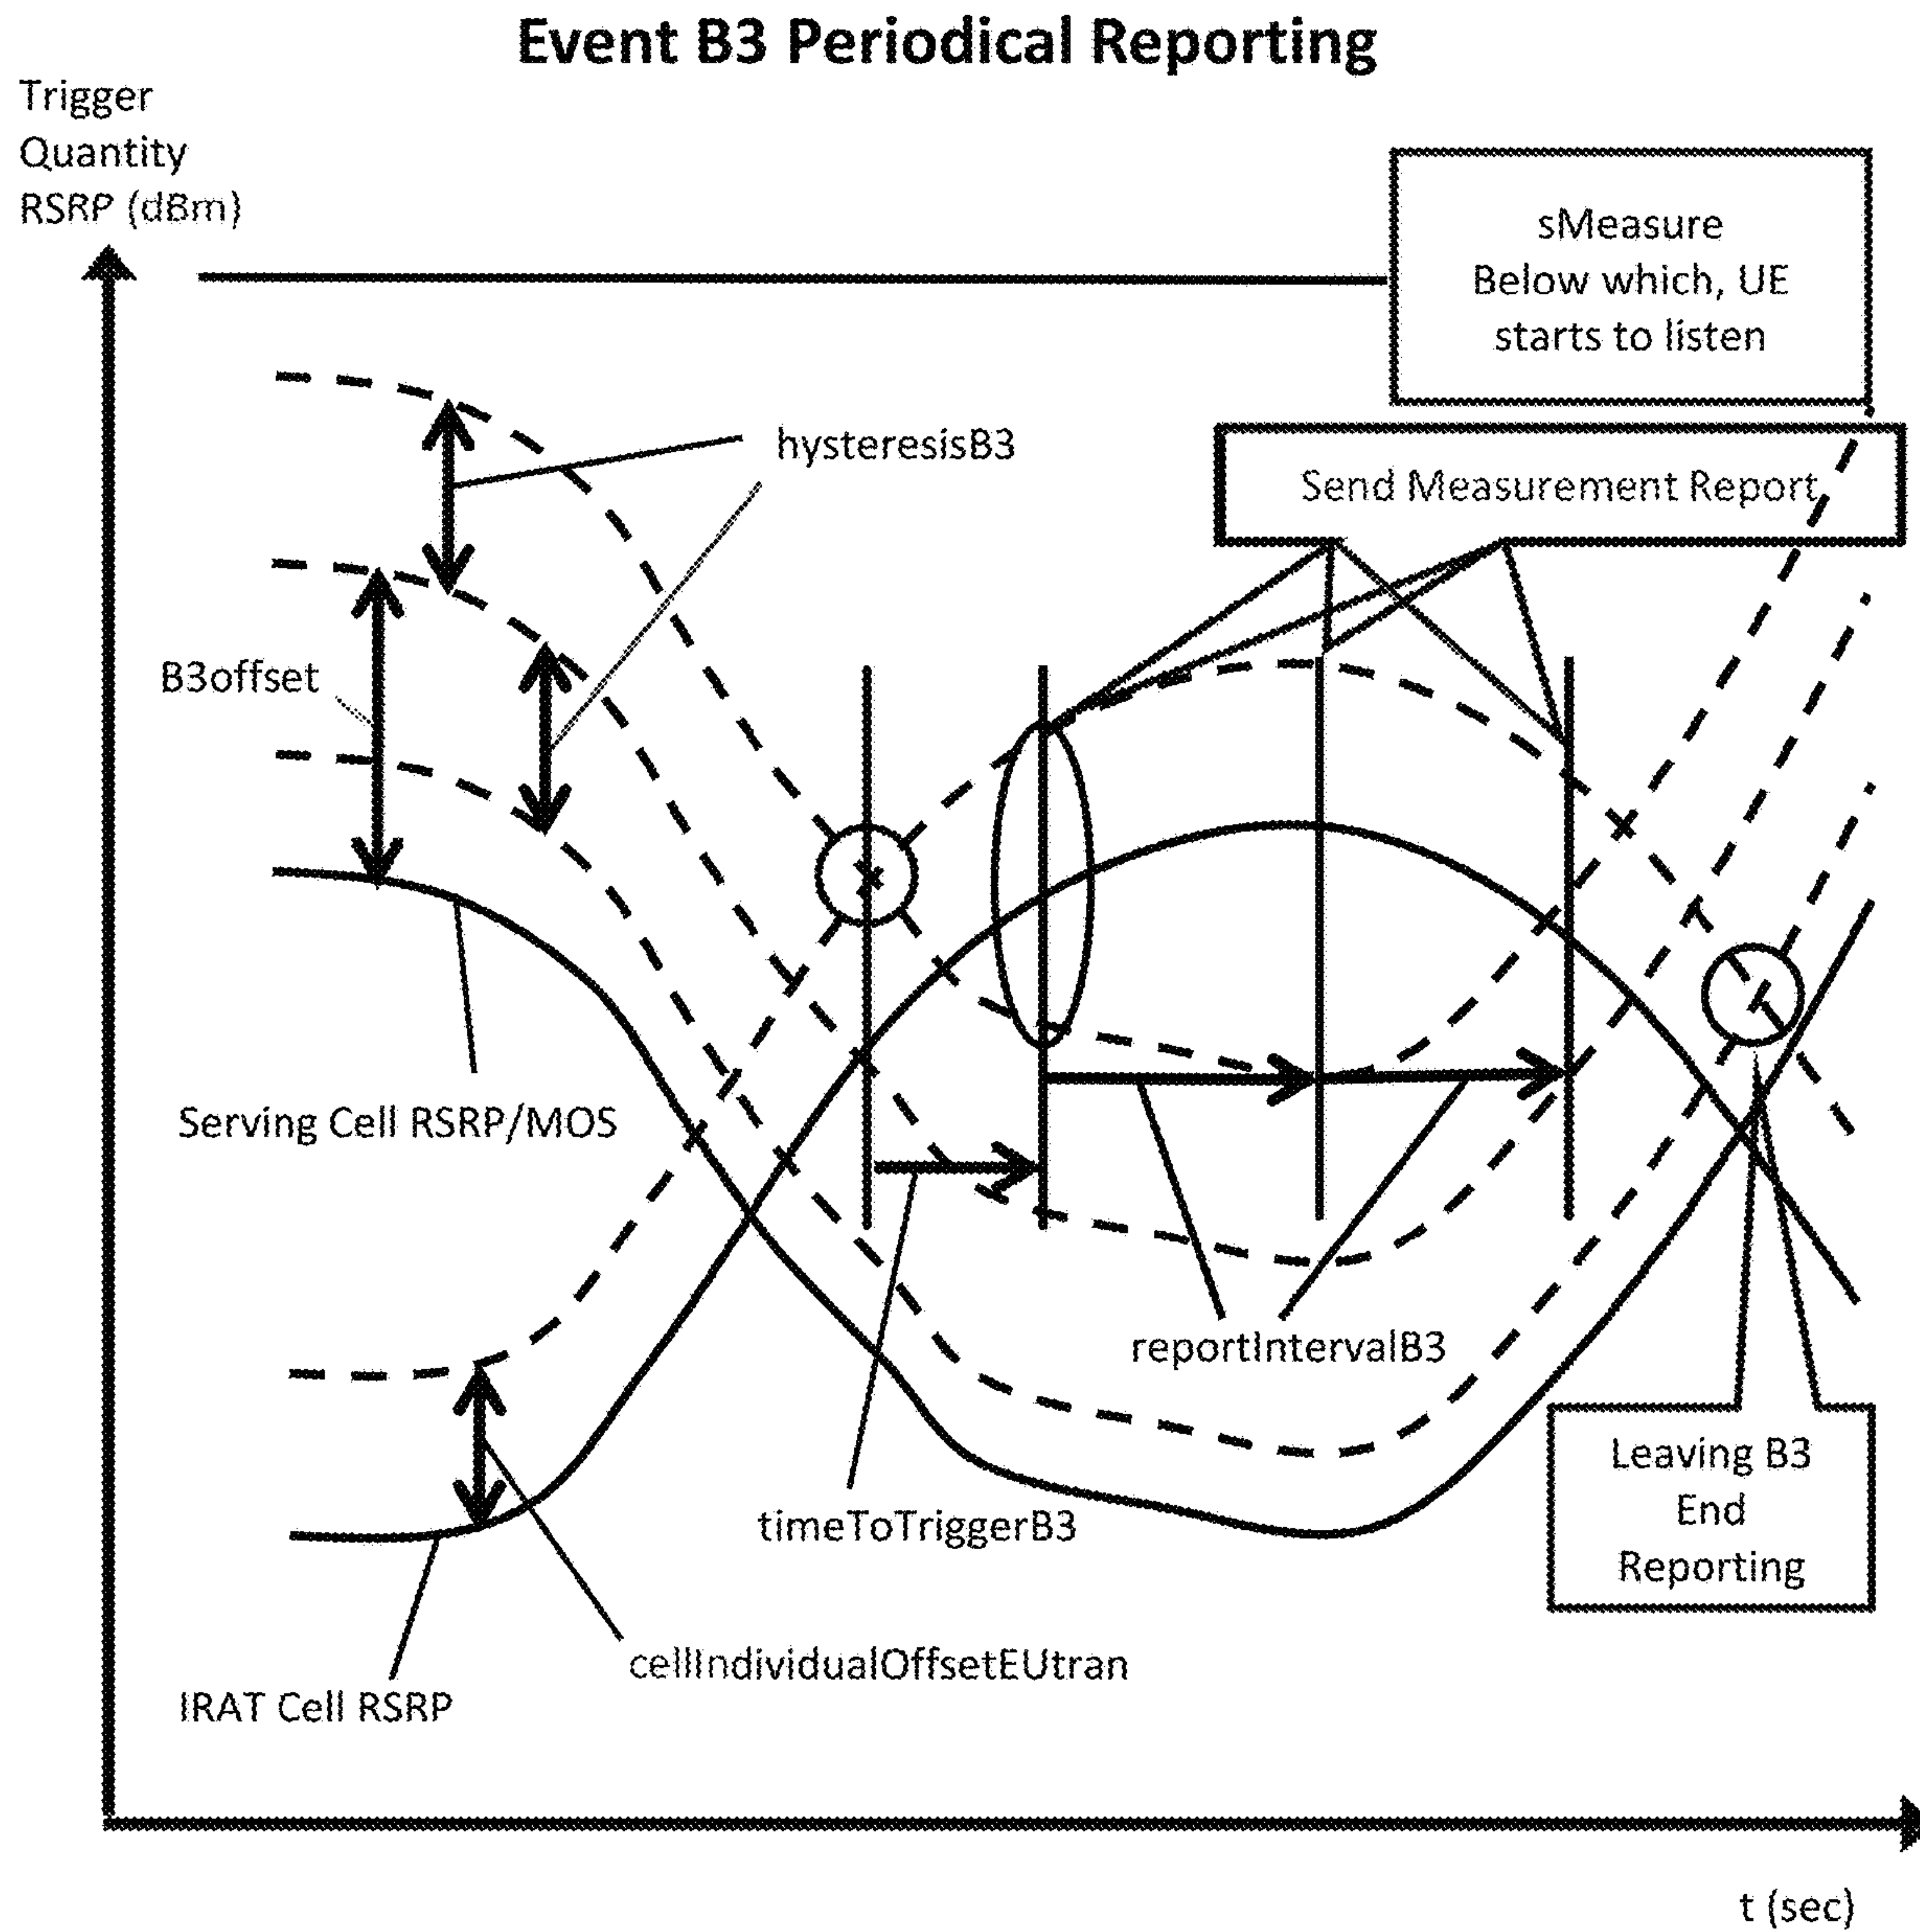 Event B3 Periodical Reporting
Trigger
Quantity
RSRP (dBm)
sMeasure
Below which, UE
starts to listen
hysteresisB3
Send Measurement Report
B3offset
Serving Cell RSRP/MOS
reportIntervalB3
Leaving B3
End
Reporting
timeToTriggerB3
cellIndividualOffsetEUtran
IRAT Cell RSRP
t (sec)